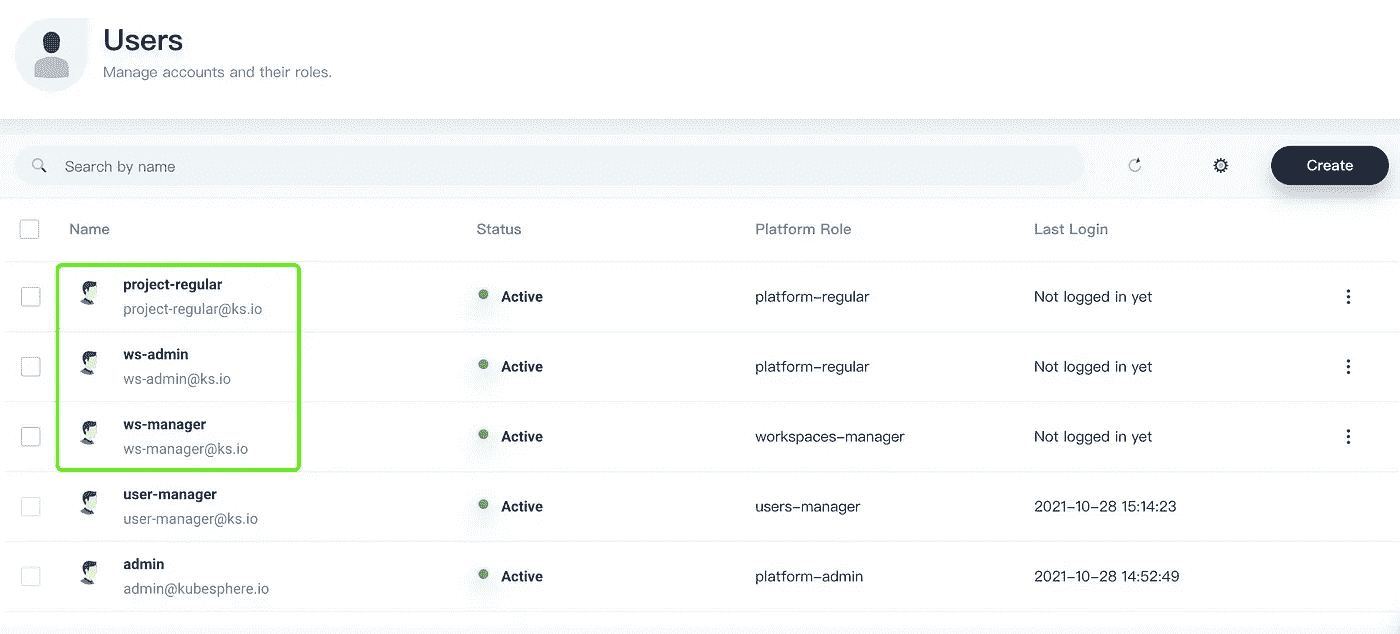 Users
Manage accounts and their roles.
Search by name
Create
Name Status Platform Role Last Login
project-regular
project-regular@ks.io
Active platform-regular Not logged in yet
ws-admin
ws-admin@ks.io
Active platform-regular Not logged in yet
ws-manager
ws-manager@ks.io
Active workspaces-manager Not logged in yet
user-manager
user-manager@ks.io
Active users-manager 2021-10-28 15:14:23
admin
admin@kubesphere.io
Active platform-admin 2021-10-28 14:52:49